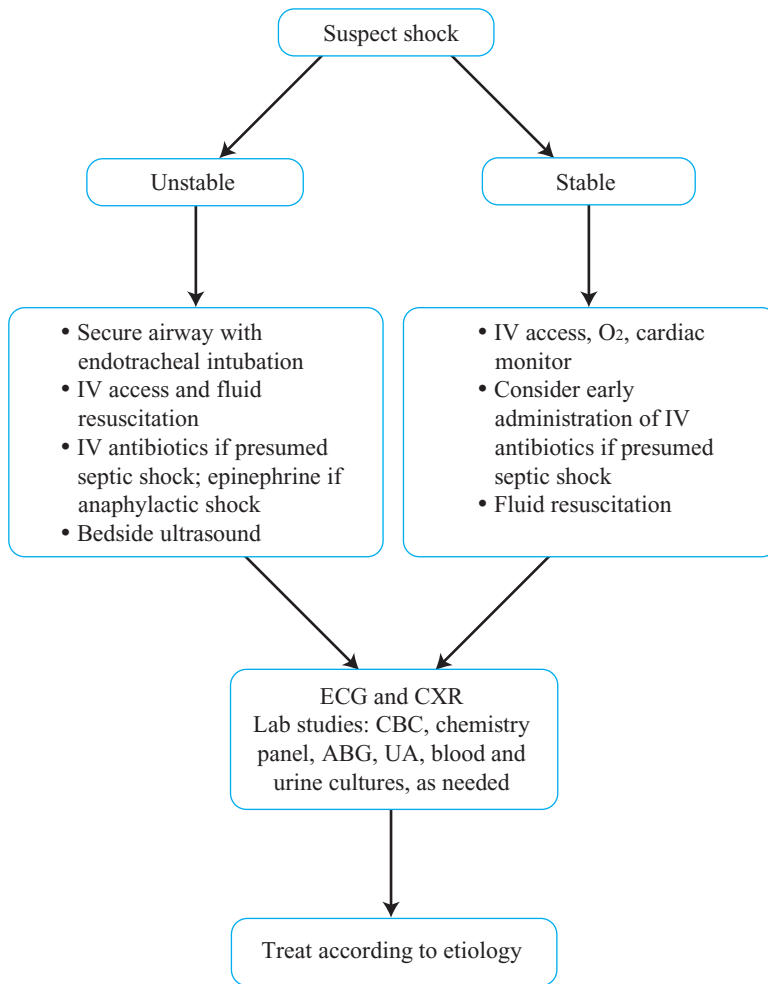 Suspect shock
Unstable
Stable
• Secure airway with
endotracheal intubation
• IV access and fluid
resuscitation
• IV antibiotics if presumed
septic shock; epinephrine if
anaphylactic shock
• Bedside ultrasound
• IV access, O₂, cardiac
monitor
• Consider early
administration of IV
antibiotics if presumed
septic shock
• Fluid resuscitation
ECG and CXR
Lab studies: CBC, chemistry
panel, ABG, UA, blood and
urine cultures, as needed
Treat according to etiology